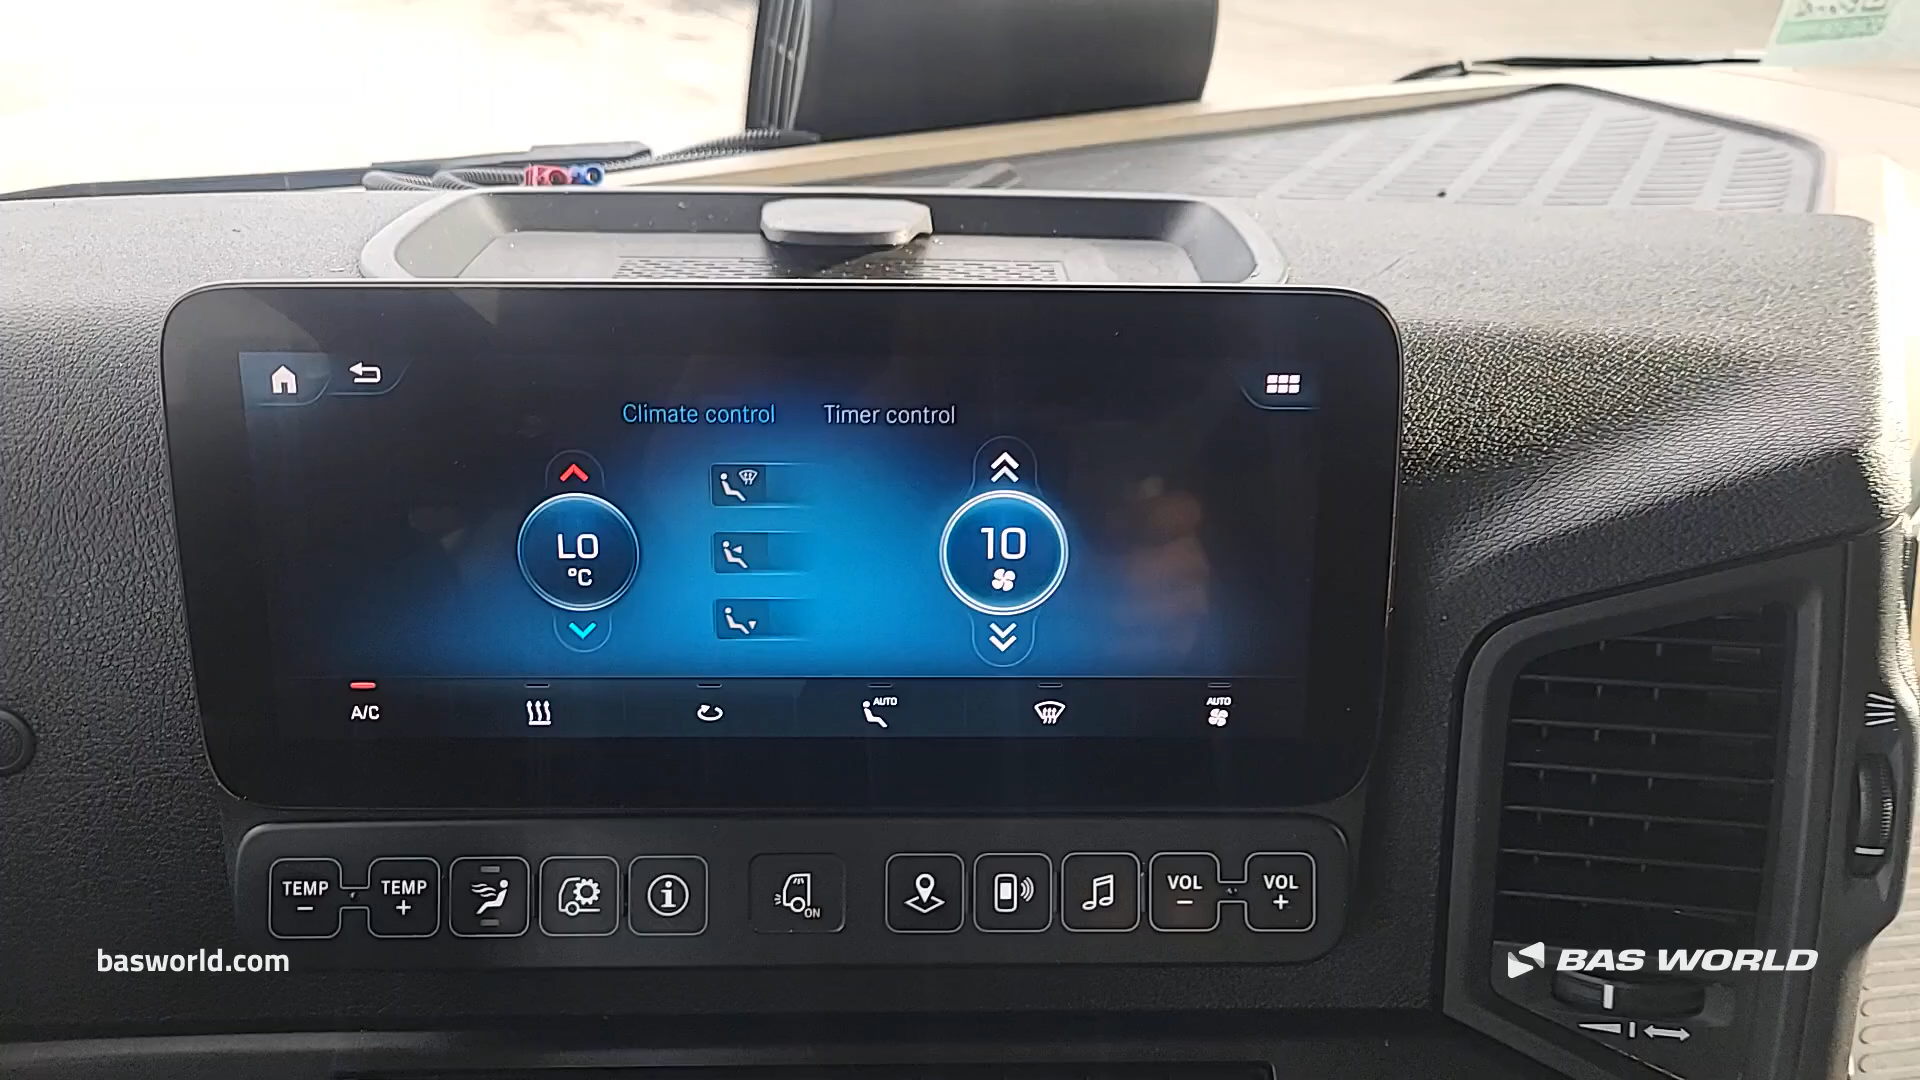 Climate control Timer control
LO
°C
10
A/C
AUTO
AUTO
TEMP
−
TEMP
+
i
ON
VOL
−
VOL
+
basworld.com
BAS WORLD